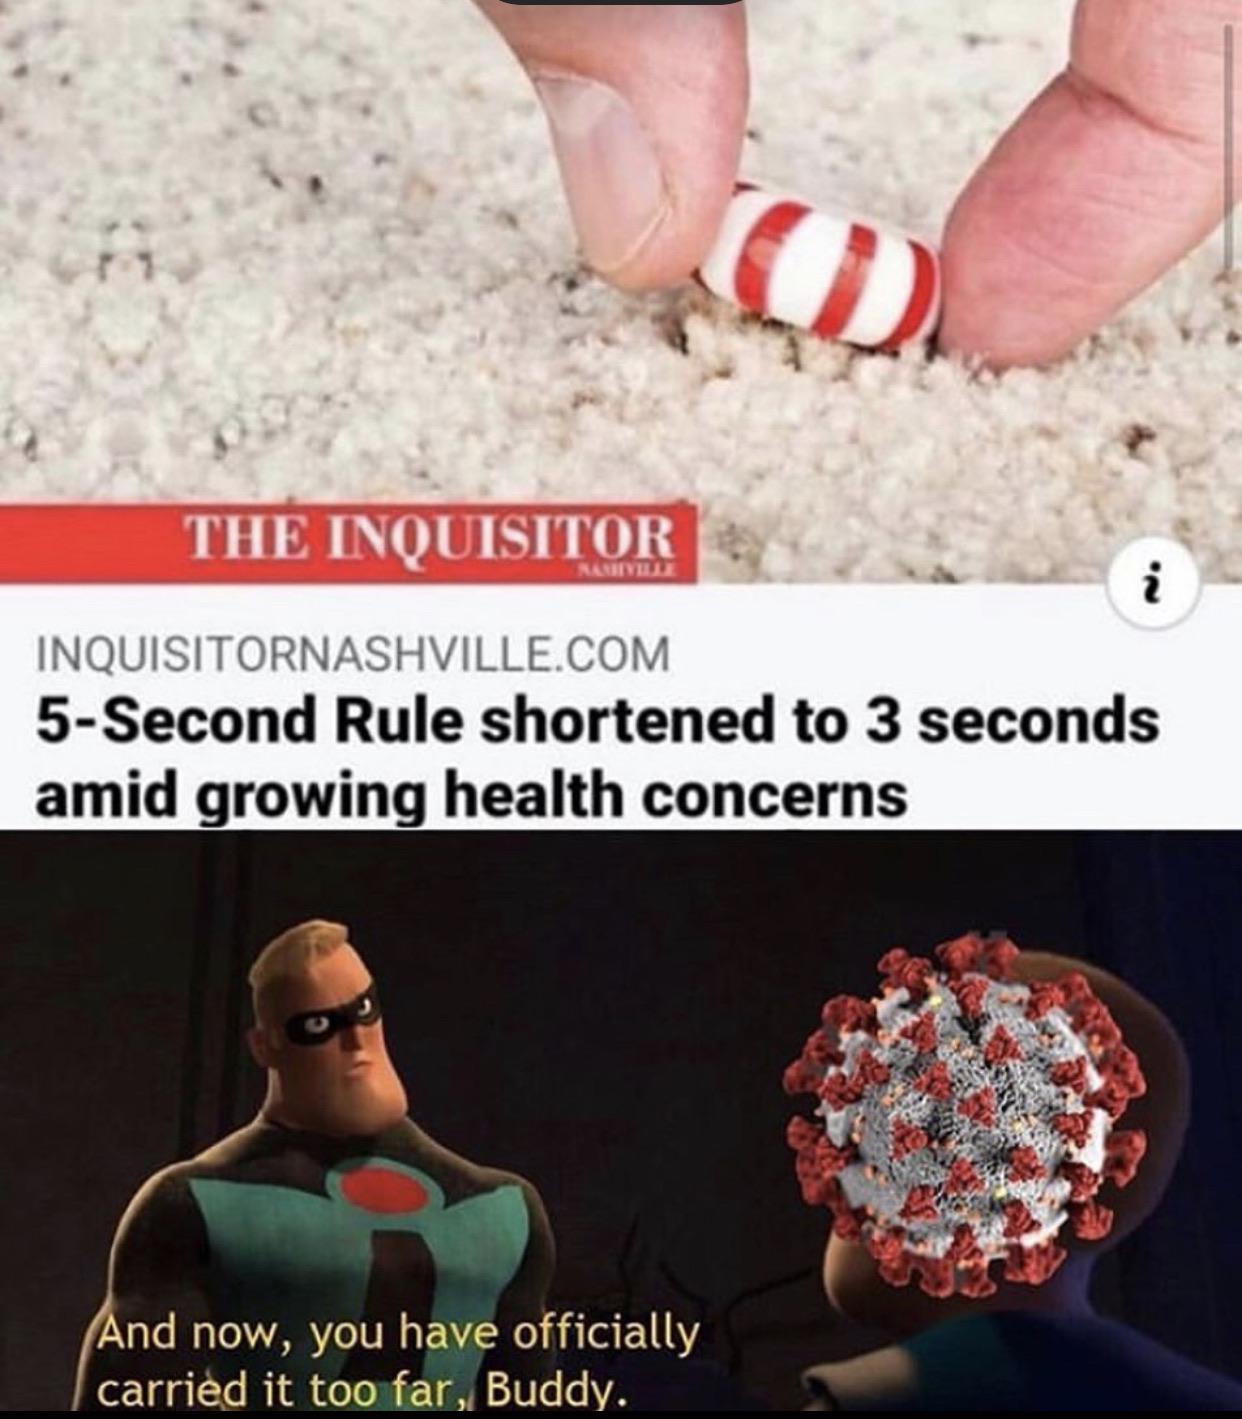 THE INQUISITOR
NASHVILLE
i
INQUISITORNASHVILLE.COM
5-Second Rule shortened to 3 seconds
amid growing health concerns
And now, you have officially
carried it too far, Buddy.